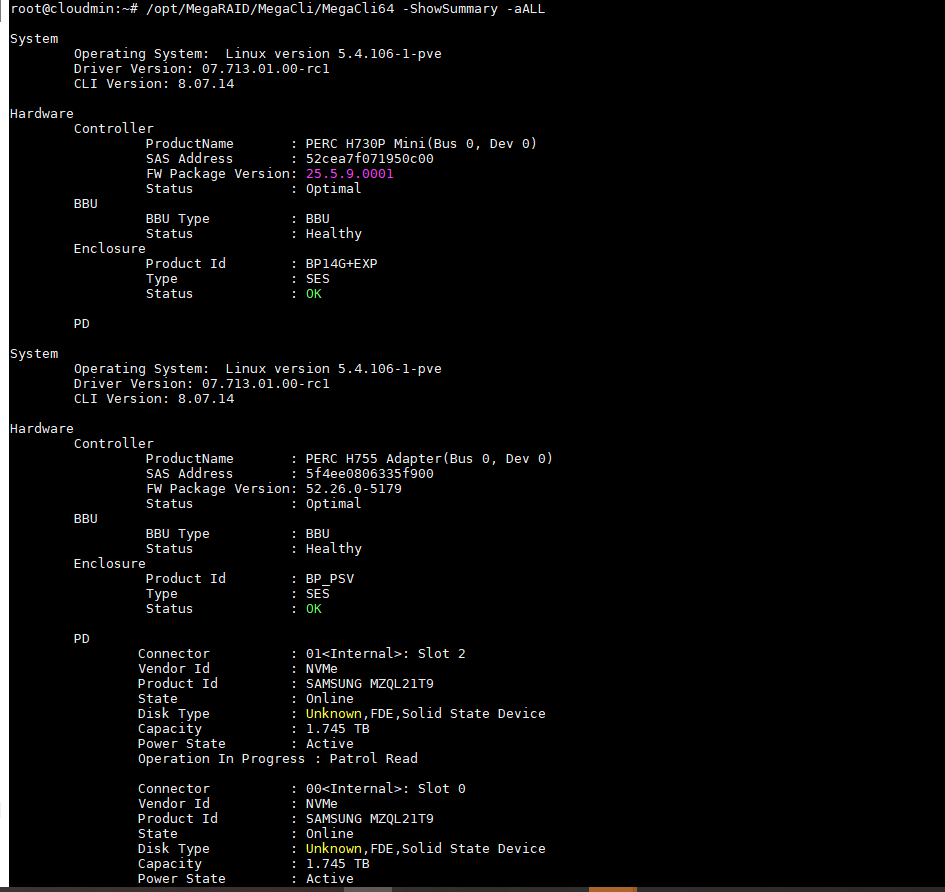 root@cloudmin:~# /opt/MegaRAID/MegaCli/MegaCli64 -ShowSummary -aALL
System
Operating System:  Linux version 5.4.106-1-pve
Driver Version: 07.713.01.00-rc1
CLI Version: 8.07.14
Hardware
Controller
ProductName       : PERC H730P Mini(Bus 0, Dev 0)
SAS Address       : 52cea7f071950c00
FW Package Version: 25.5.9.0001
Status            : Optimal
BBU
BBU Type          : BBU
Status            : Healthy
Enclosure
Product Id        : BP14G+EXP
Type              : SES
Status            : OK
PD
System
Operating System:  Linux version 5.4.106-1-pve
Driver Version: 07.713.01.00-rc1
CLI Version: 8.07.14
Hardware
Controller
ProductName       : PERC H755 Adapter(Bus 0, Dev 0)
SAS Address       : 5f4ee0806335f900
FW Package Version: 52.26.0-5179
Status            : Optimal
BBU
BBU Type          : BBU
Status            : Healthy
Enclosure
Product Id        : BP_PSV
Type              : SES
Status            : OK
PD
Connector          : 01<Internal>: Slot 2
Vendor Id          : NVMe
Product Id         : SAMSUNG MZQL21T9
State              : Online
Disk Type          : Unknown,FDE,Solid State Device
Capacity           : 1.745 TB
Power State        : Active
Operation In Progress : Patrol Read
Connector          : 00<Internal>: Slot 0
Vendor Id          : NVMe
Product Id         : SAMSUNG MZQL21T9
State              : Online
Disk Type          : Unknown,FDE,Solid State Device
Capacity           : 1.745 TB
Power State        : Active